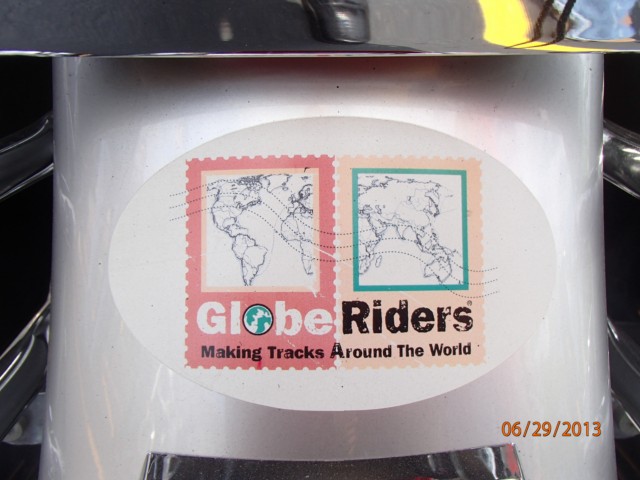 GlobeRiders®
Making Tracks Around The World
06/29/2013